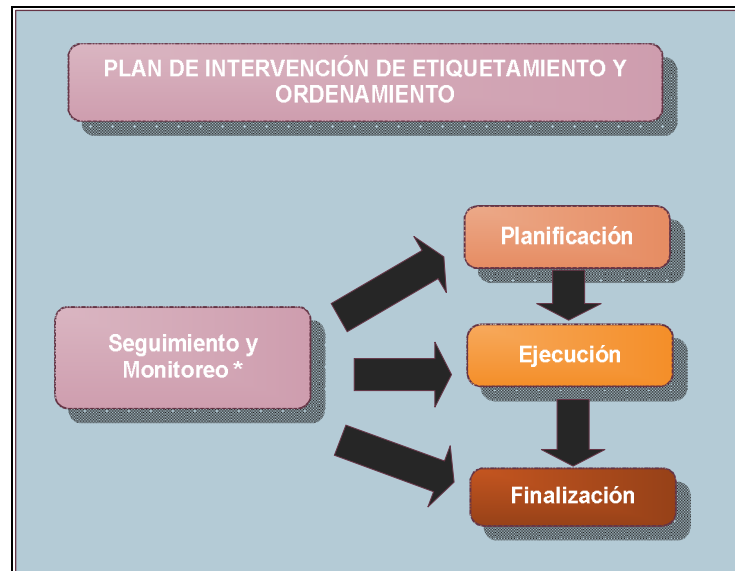 PLAN DE INTERVENCIÓN DE ETIQUETAMIENTO Y
ORDENAMIENTO
Planificación
Seguimiento y
Monitoreo *
Ejecución
Finalización